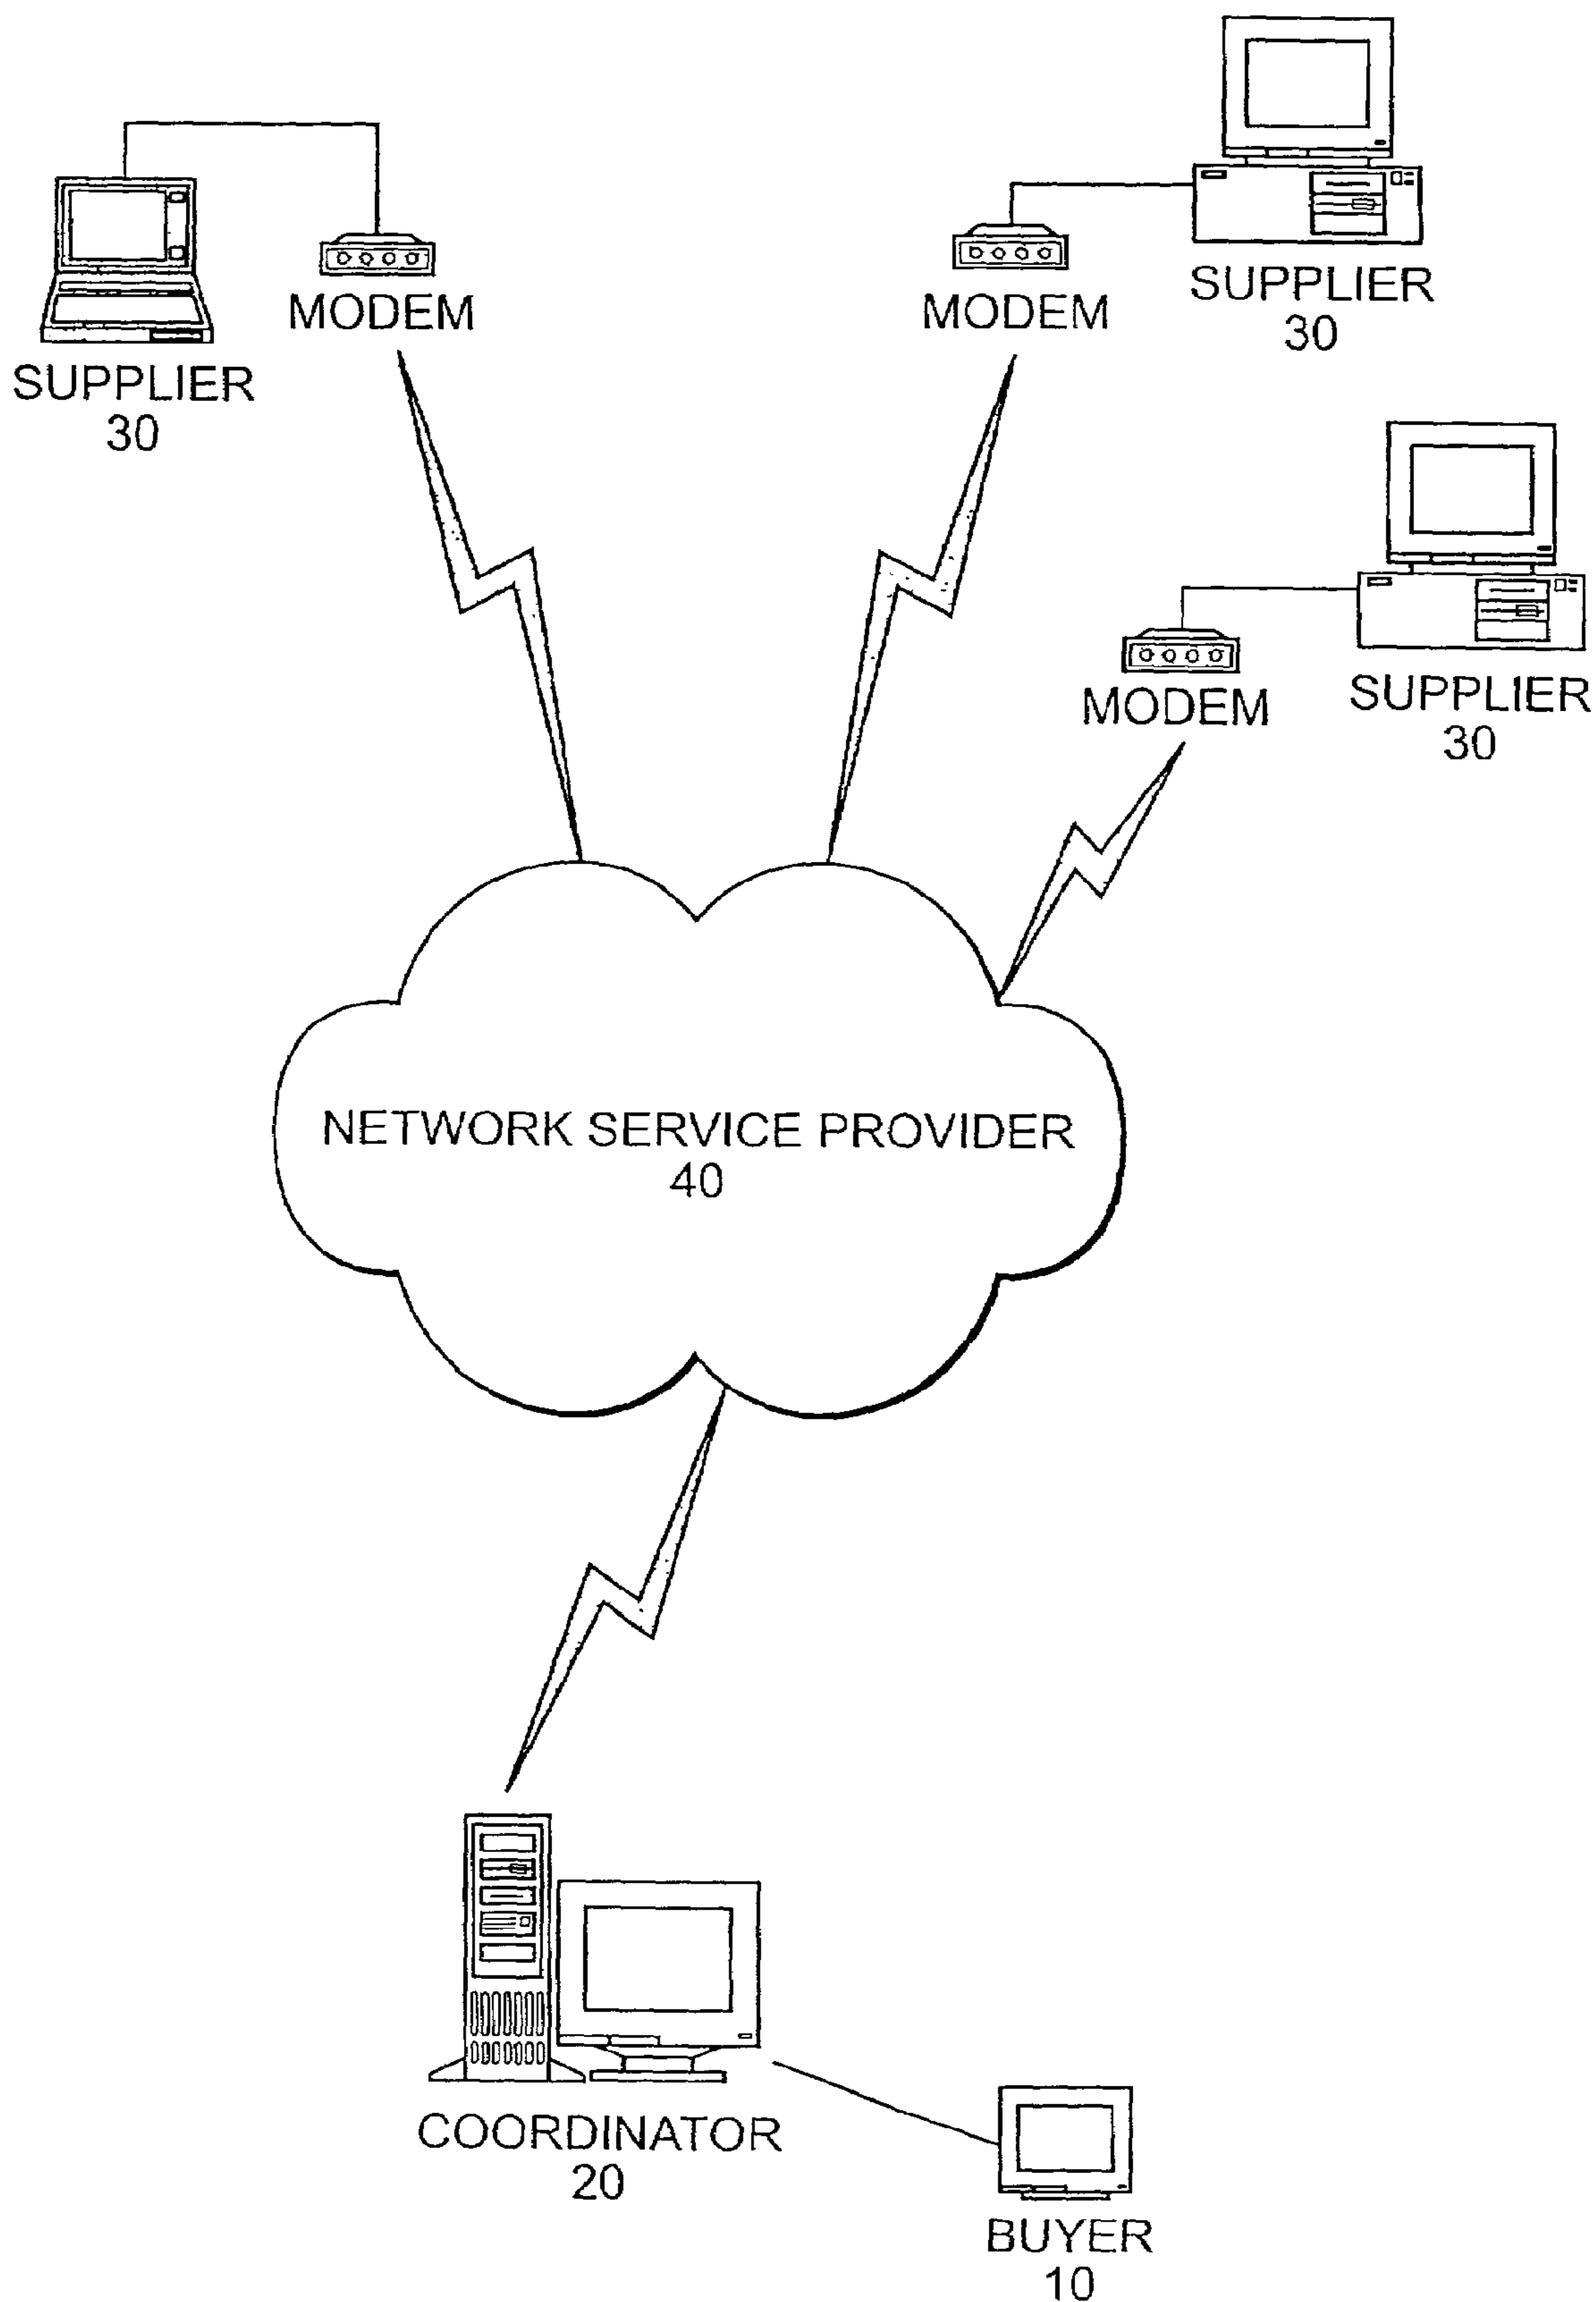 SUPPLIER
30
MODEM
MODEM
SUPPLIER
30
MODEM
SUPPLIER
30
NETWORK SERVICE PROVIDER
40
COORDINATOR
20
BUYER
10